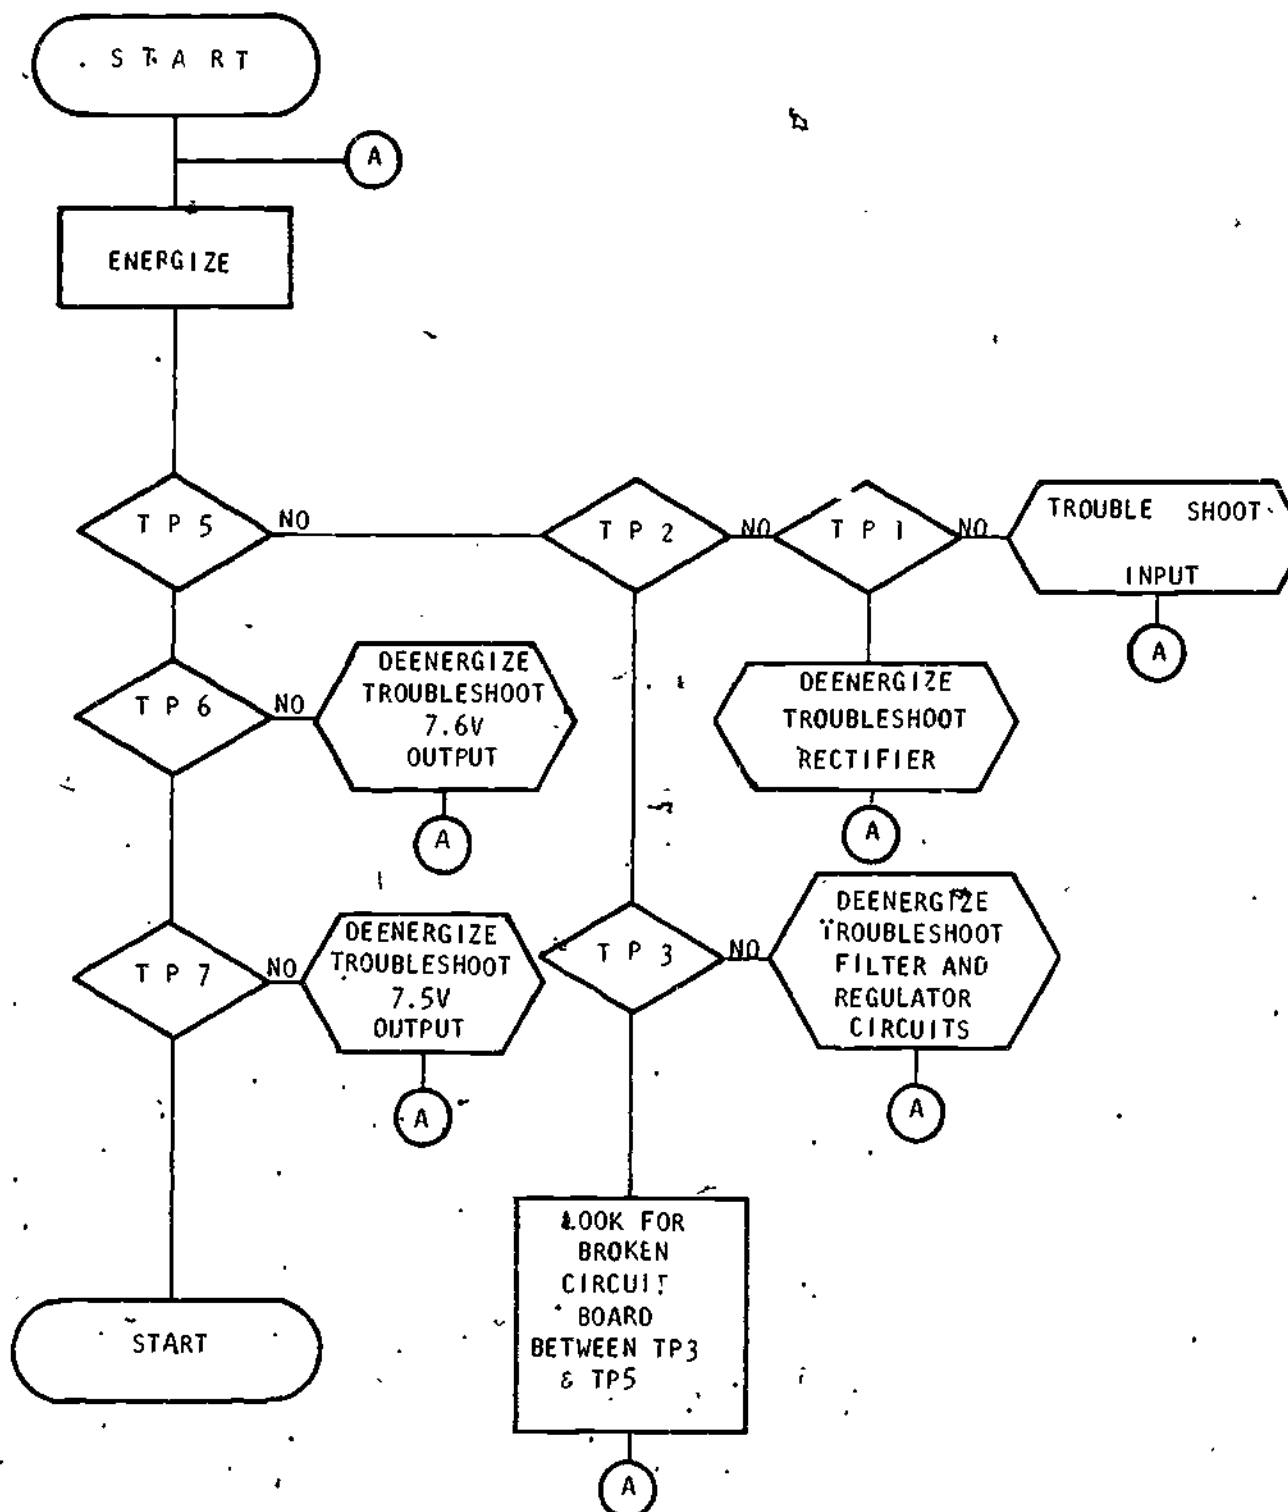 START
A
ENERGIZE
TP5
NO
TP2
NO
TP1
NO
TROUBLE SHOOT
INPUT
A
TP6
NO
DEENERGIZE
TROUBLESHOOT
7.6V
OUTPUT
A
DEENERGIZE
TROUBLESHOOT
RECTIFIER
A
TP7
NO
DEENERGIZE
TROUBLESHOOT
7.5V
OUTPUT
A
TP3
NO
DEENERGIZE
TROUBLESHOOT
FILTER AND
REGULATOR
CIRCUITS
A
LOOK FOR
BROKEN
CIRCUIT
BOARD
BETWEEN TP3
& TP5
A
START